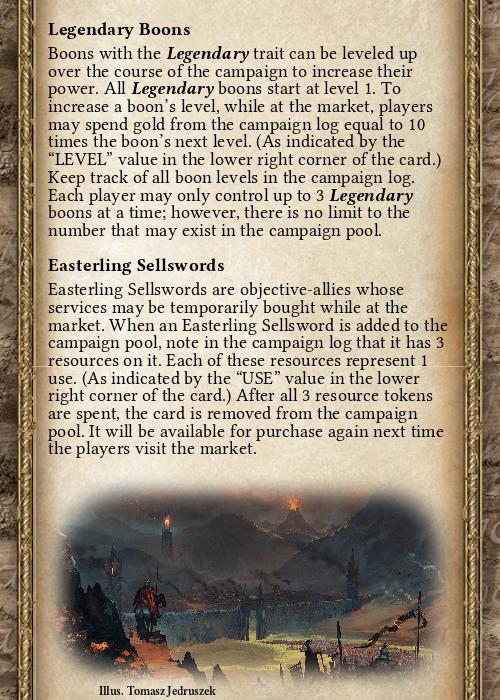 Legendary Boons
Boons with the Legendary trait can be leveled up
over the course of the campaign to increase their
power. All Legendary boons start at level 1. To
increase a boon's level, while at the market, players
may spend gold from the campaign log equal to 10
times the boon's next level. (As indicated by the
"LEVEL" value in the lower right corner of the card.)
Keep track of all boon levels in the campaign log.
Each player may only control up to 3 Legendary
boons at a time; however, there is no limit to the
number that may exist in the campaign pool.
Easterling Sellswords
Easterling Sellswords are objective-allies whose
services may be temporarily bought while at the
market. When an Easterling Sellsword is added to the
campaign pool, note in the campaign log that it has 3
resources on it. Each of these resources represent 1
use. (As indicated by the "USE" value in the lower
right corner of the card.) After all 3 resource tokens
are spent, the card is removed from the campaign
pool. It will be available for purchase again next time
the players visit the market.
Illus. Tomasz Jedruszek